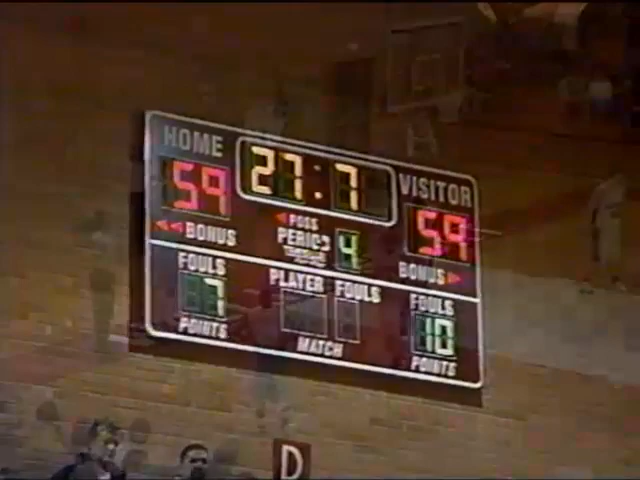 HOME
27:7
VISITOR
59
POSS
59
BONUS
PERIOD
4
BONUS
FOULS
PLAYER FOULS
FOULS
7
10
POINTS
MATCH
POINTS
D